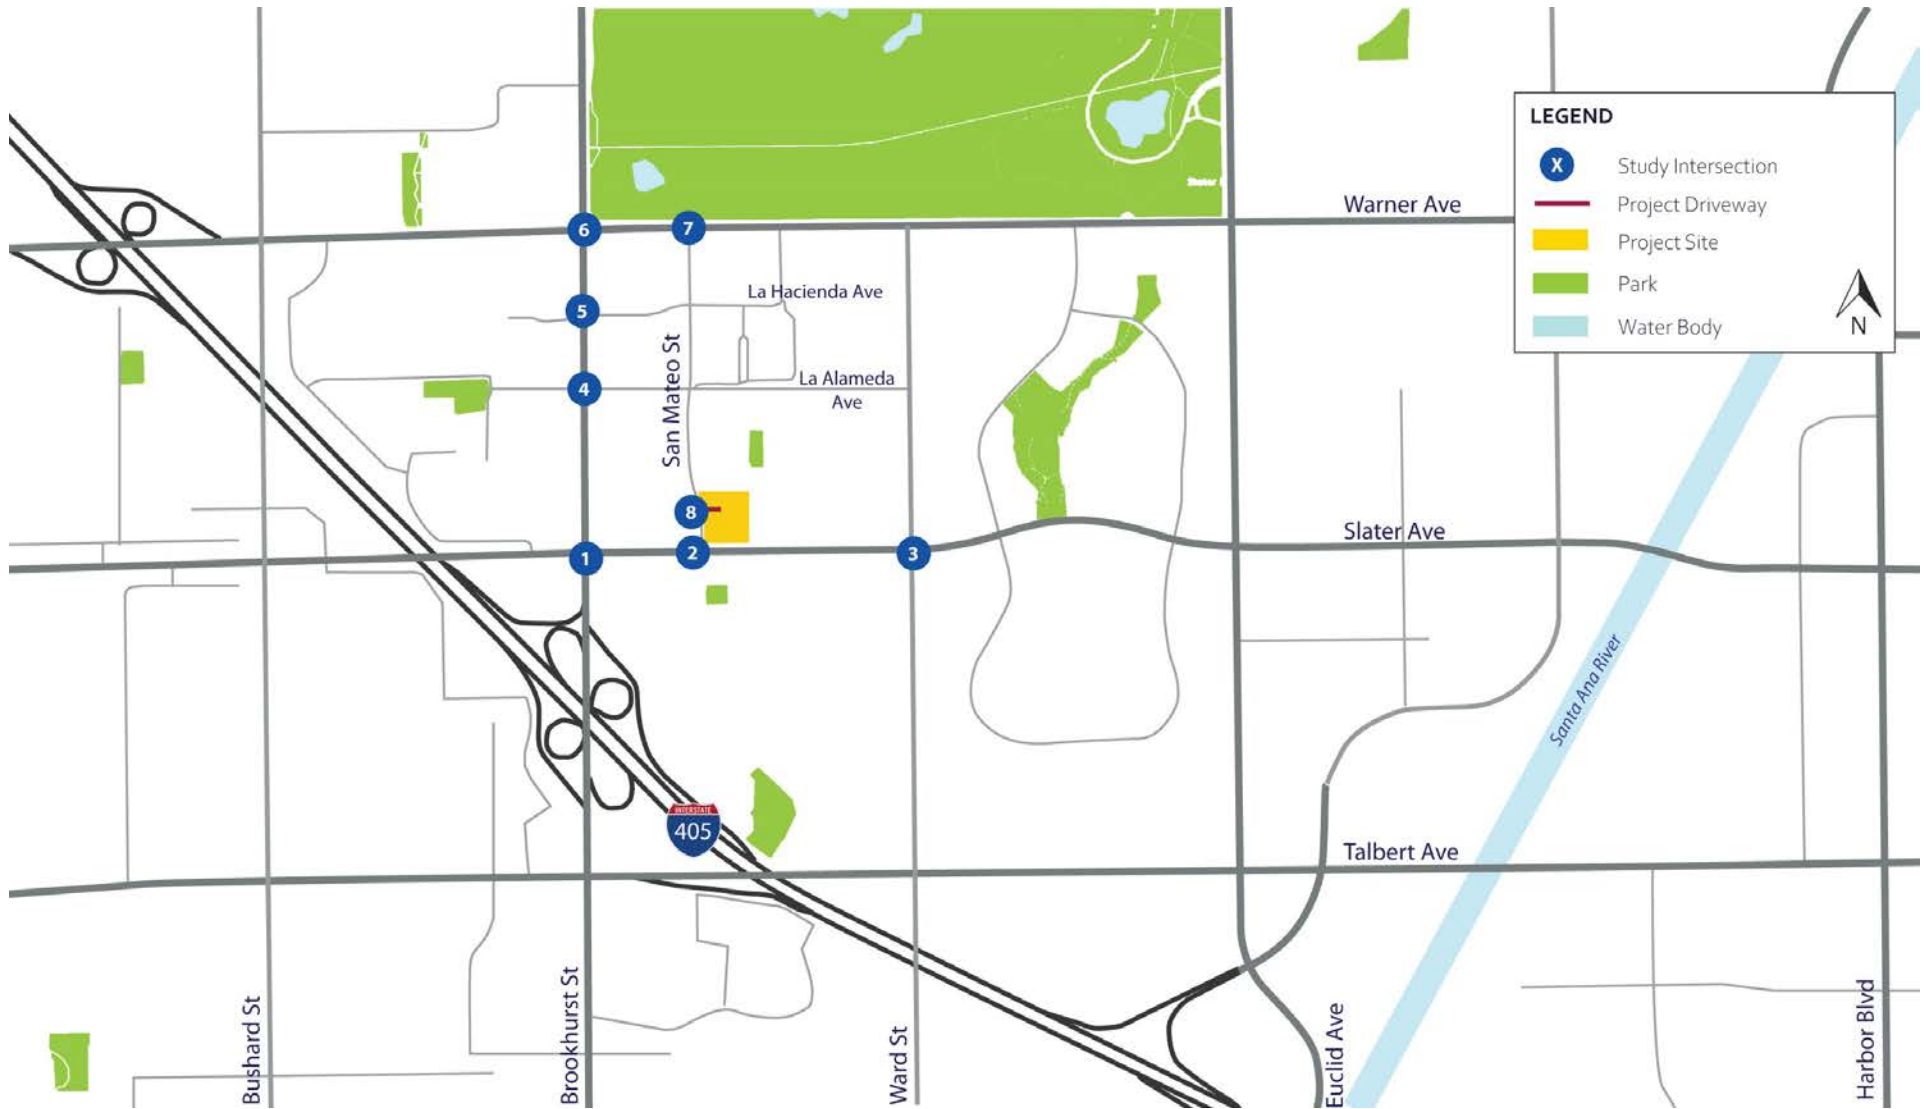 LEGEND
X
Study Intersection
Project Driveway
Project Site
Park
Water Body
N
Warner Ave
6
7
La Hacienda Ave
5
San Mateo St
4
La Alameda
Ave
8
1
2
3
Slater Ave
Santa Ana River
INTERSTATE
405
Talbert Ave
Bushard St
Brookhurst St
Ward St
Euclid Ave
Harbor Blvd